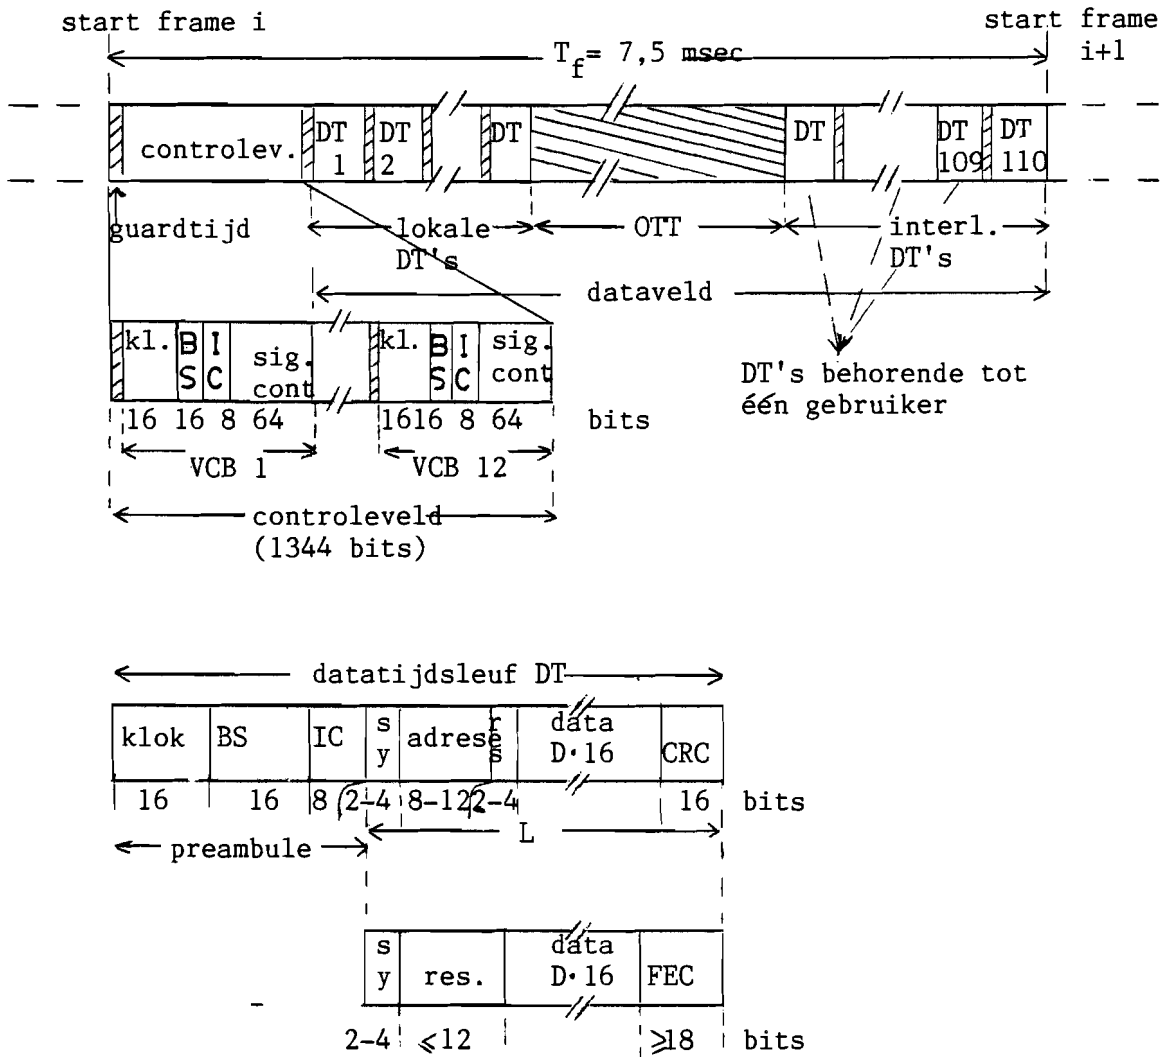 start frame i
start frame
i+1
T_f= 7,5 msec
controlev.
DT
1
DT
2
DT
DT
DT
109
DT
110
guardtijd
lokale
DT's
OTT
interl.
DT's
dataveld
kl.
BS
IC
sig.
cont
kl.
BS
IC
sig.
cont
16 16 8 64
16 16 8 64
bits
VCB 1
VCB 12
DT's behorende tot
één gebruiker
controleveld
(1344 bits)
datatijdsleuf DT
klok
BS
IC
sy
adres
res
data
D·16
CRC
16
16
8
(2-4
8-12
(2-4
16
bits
preambule
L
sy
res.
data
D·16
FEC
2-4
⩽12
⩾18
bits